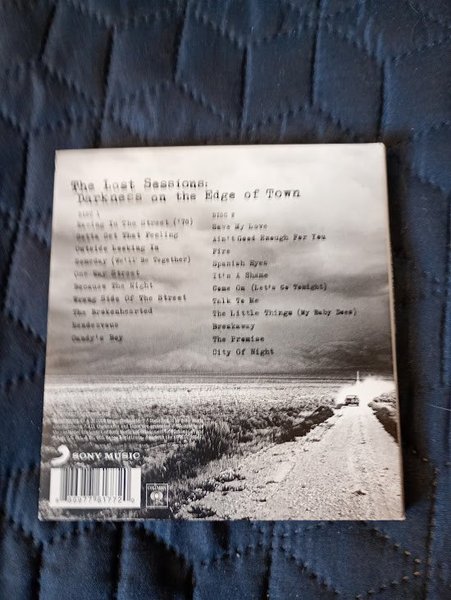 The Lost Sessions:
Darkness on the Edge of Town
DISC 1
Racing In The Street ('78)
Gotta Get That Feeling
Outside Looking In
Someday (We'll Be Together)
One Way Street
Because The Night
Wrong Side Of The Street
The Brokenhearted
Rendezvous
Candy's Boy
DISC 2
Save My Love
Ain't Good Enough For You
Fire
Spanish Eyes
It's A Shame
Come On (Let's Go Tonight)
Talk To Me
The Little Things (My Baby Does)
Breakaway
The Promise
City Of Night
SONY MUSIC
COLUMBIA